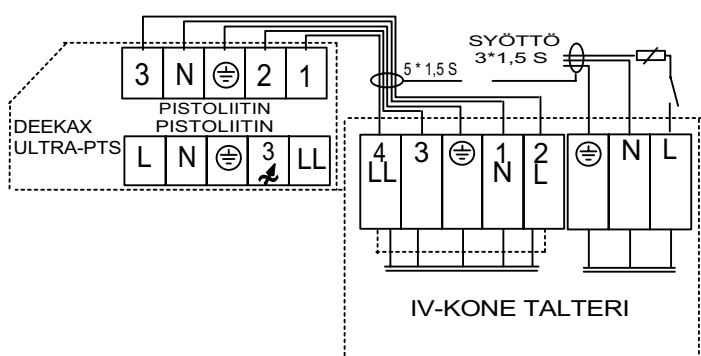 SYÖTTÖ
3*1,5 S
5 * 1,5 S
3 N 2 1
PISTOLIITIN
DEEKAX PISTOLIITIN
ULTRA-PTS
L N 3 LL
4 3 1 2 N L
LL N L
IV-KONE TALTERI